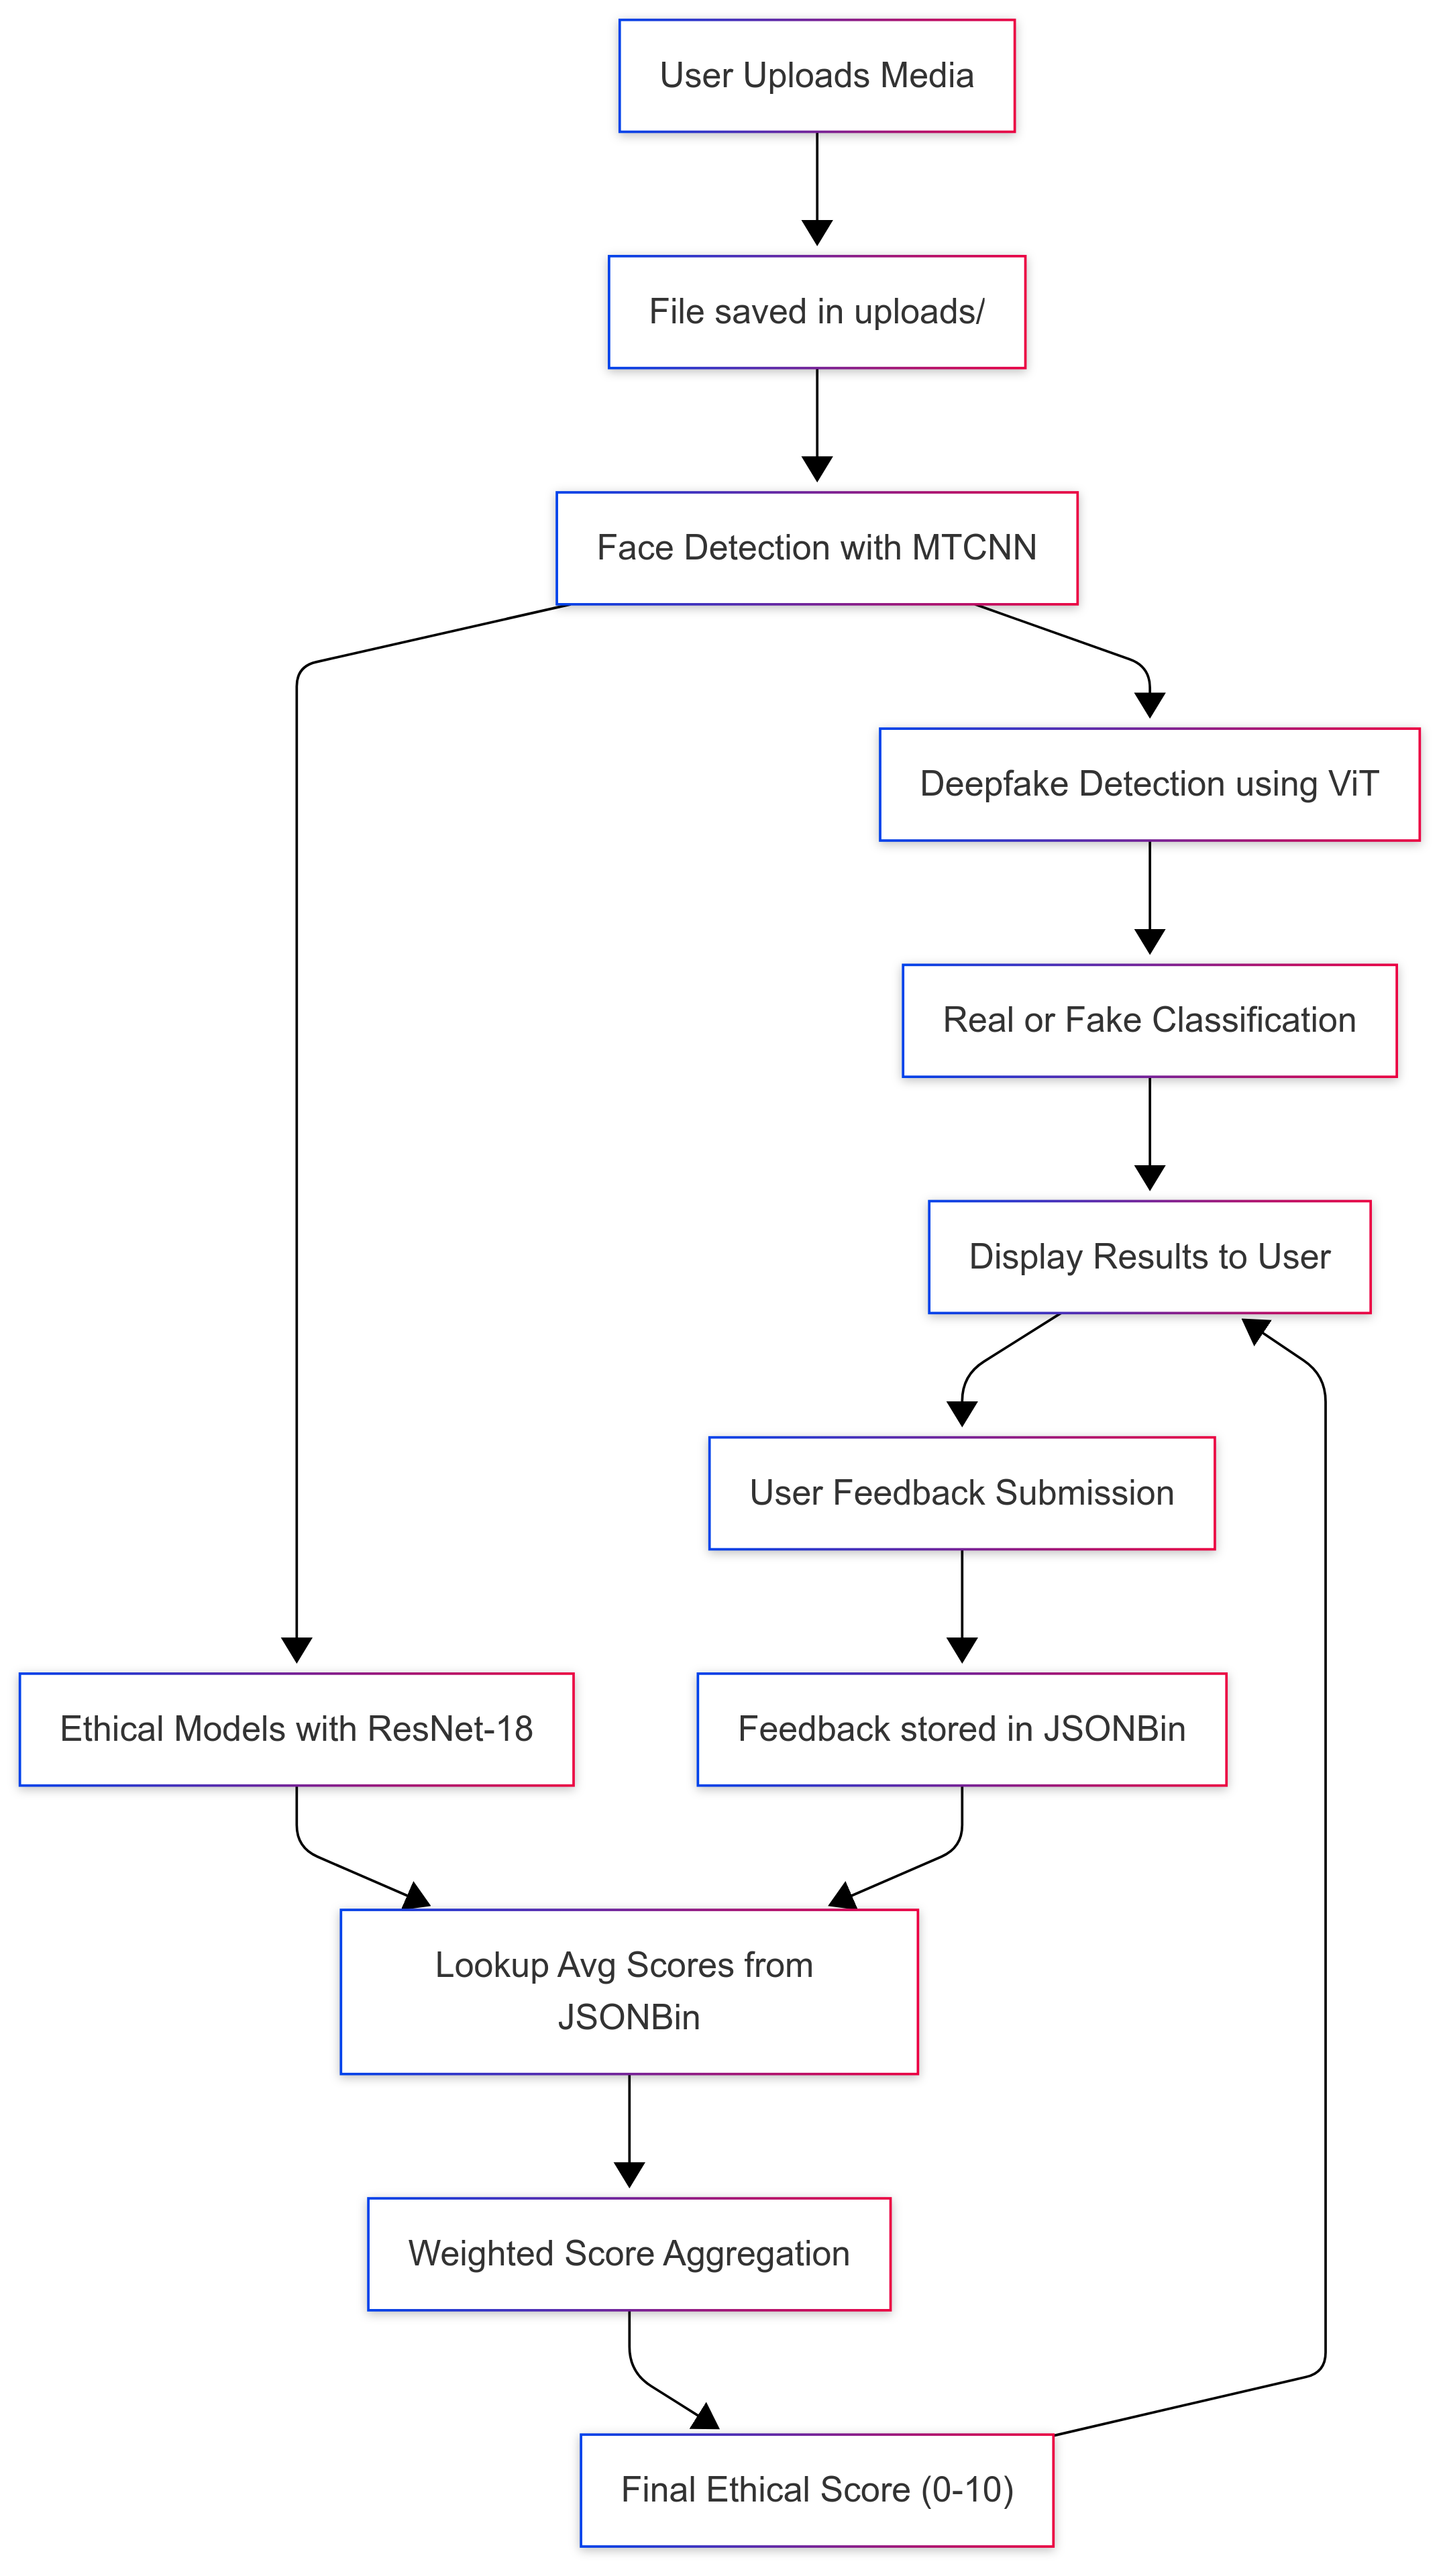 User Uploads Media
File saved in uploads/
Face Detection with MTCNN
Deepfake Detection using ViT
Real or Fake Classification
Display Results to User
User Feedback Submission
Ethical Models with ResNet-18
Feedback stored in JSONBin
Lookup Avg Scores from
JSONBin
Weighted Score Aggregation
Final Ethical Score (0-10)